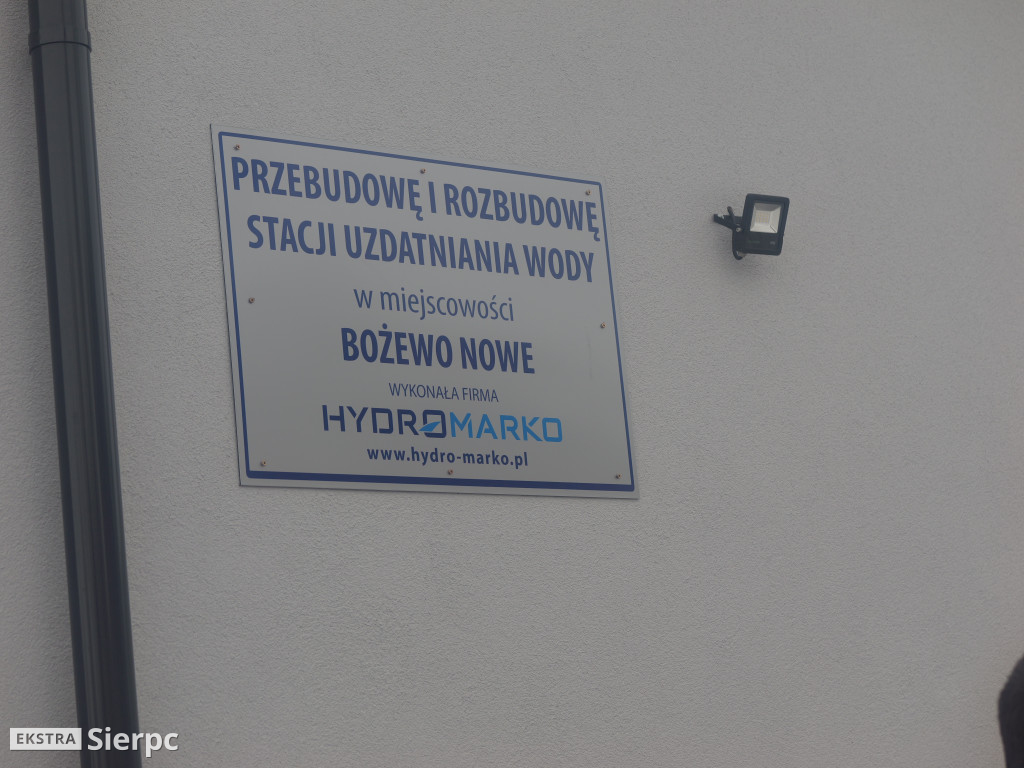 PRZEBUDOWĘ I ROZBUDOWĘ
STACJI UZDATNIANIA WODY
w miejscowości
BOŻEWO NOWE
WYKONAŁA FIRMA
HYDROMARKO
www.hydro-marko.pl
EKSTRA Sierpc